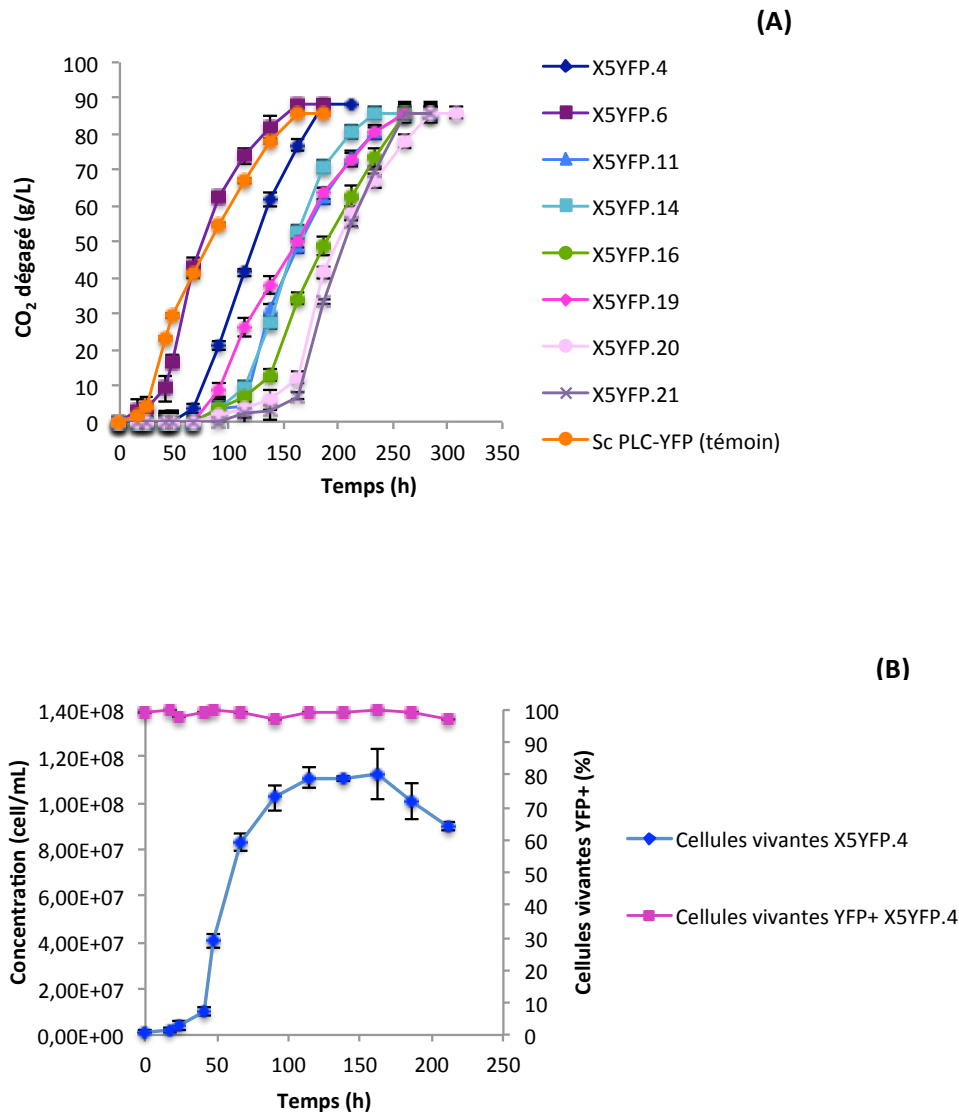 (A)
100
90
80
70
60
50
40
30
20
10
0
CO₂ dégagé (g/L)
0 50 100 150 200 250 300 350
Temps (h)
X5YFP.4
X5YFP.6
X5YFP.11
X5YFP.14
X5YFP.16
X5YFP.19
X5YFP.20
X5YFP.21
Sc PLC-YFP (témoin)
(B)
1,40E+08
1,20E+08
1,00E+08
8,00E+07
6,00E+07
4,00E+07
2,00E+07
0,00E+00
Concentration (cell/mL)
0 50 100 150 200 250
Temps (h)
100
90
80
70
60
50
40
30
20
10
0
Cellules vivantes YFP+ (%)
Cellules vivantes X5YFP.4
Cellules vivantes YFP+ X5YFP.4